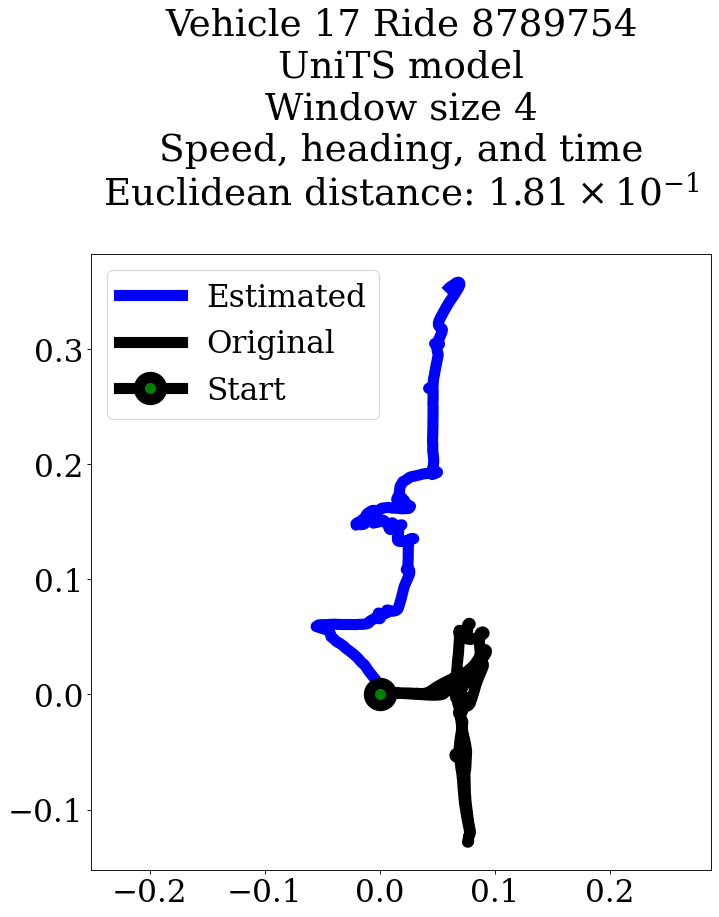 Vehicle 17 Ride 8789754
UniTS model
Window size 4
Speed, heading, and time
Euclidean distance: 1.81 × 10⁻¹
Estimated
Original
Start
0.3
0.2
0.1
0.0
−0.1
−0.2 −0.1 0.0 0.1 0.2